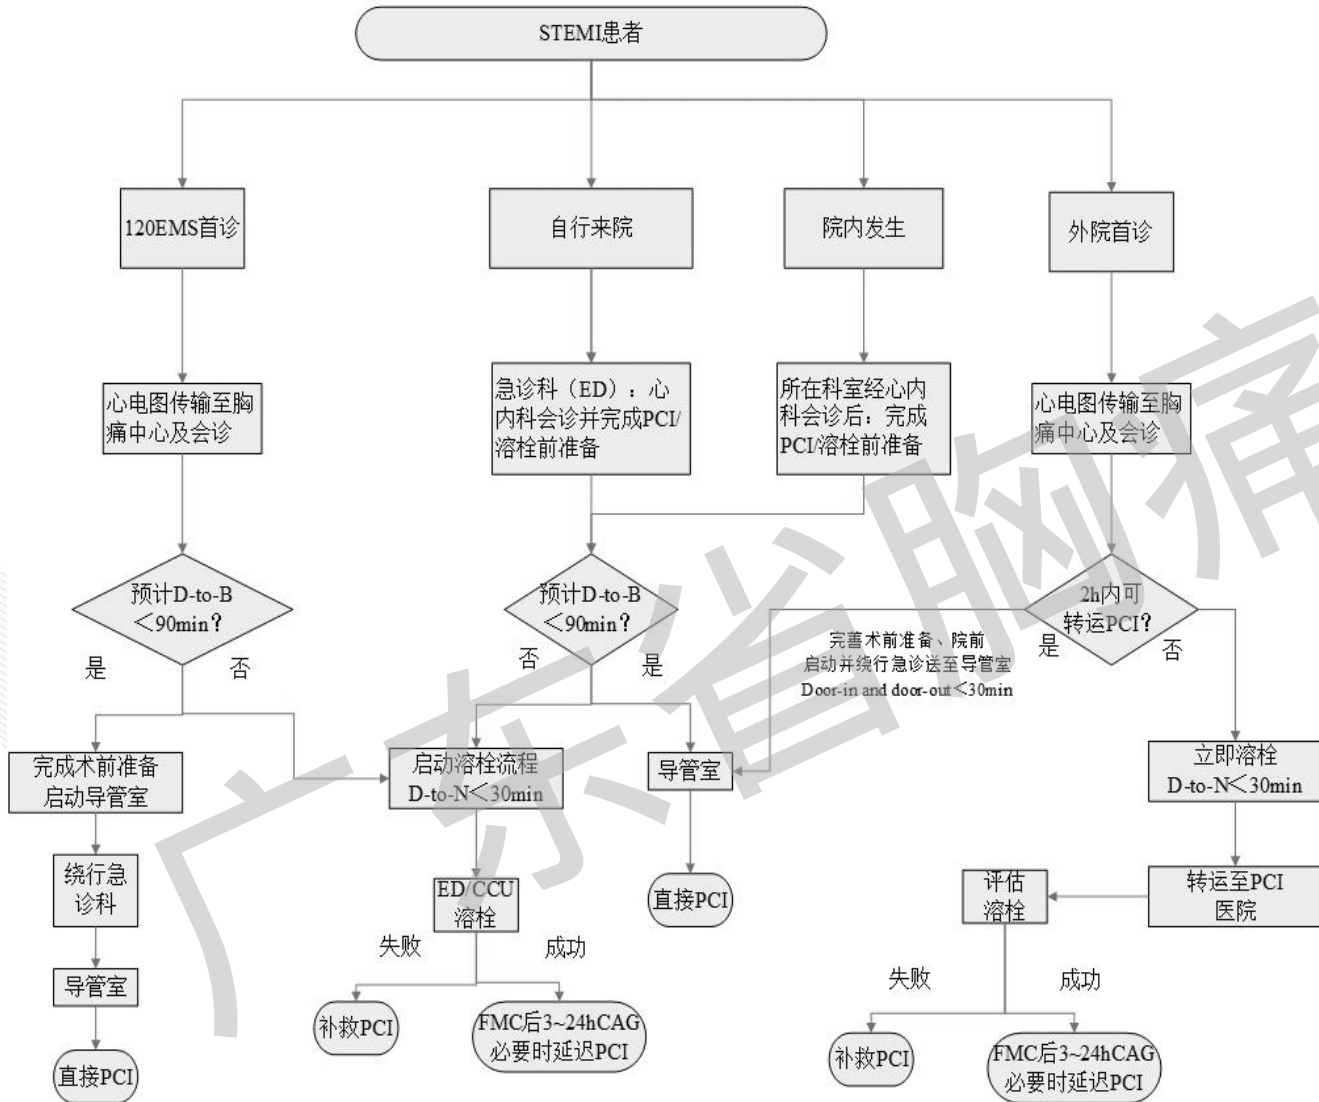 STEMI患者
120EMS首诊
自行来院
院内发生
外院首诊
心电图传输至胸
痛中心及会诊
急诊科（ED）：心
内科会诊并完成PCI/
溶栓前准备
所在科室经心内
科会诊后：完成
PCI/溶栓前准备
心电图传输至胸
痛中心及会诊
预计D-to-B
＜90min？
是
否
预计D-to-B
＜90min？
否
是
2h内可
转运PCI？
是
否
完善术前准备、院前
启动并绕行急诊送至导管室
Door-in and door-out＜30min
完成术前准备
启动导管室
启动溶栓流程
D-to-N＜30min
导管室
立即溶栓
D-to-N＜30min
绕行急
诊科
ED/CCU
溶栓
直接PCI
评估
溶栓
转运至PCI
医院
导管室
失败
成功
失败
成功
直接PCI
补救PCI
FMC后3~24hCAG
必要时延迟PCI
补救PCI
FMC后3~24hCAG
必要时延迟PCI
广东省胸痛